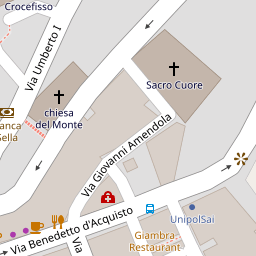 Crocefisso
Via Umberto I
Sacro Cuore
chiesa
del Monte
anca
Sella
Via Giovanni Amendola
Via Benedetto d'Acquisto
UnipolSai
Giambra
Restaurant
Via